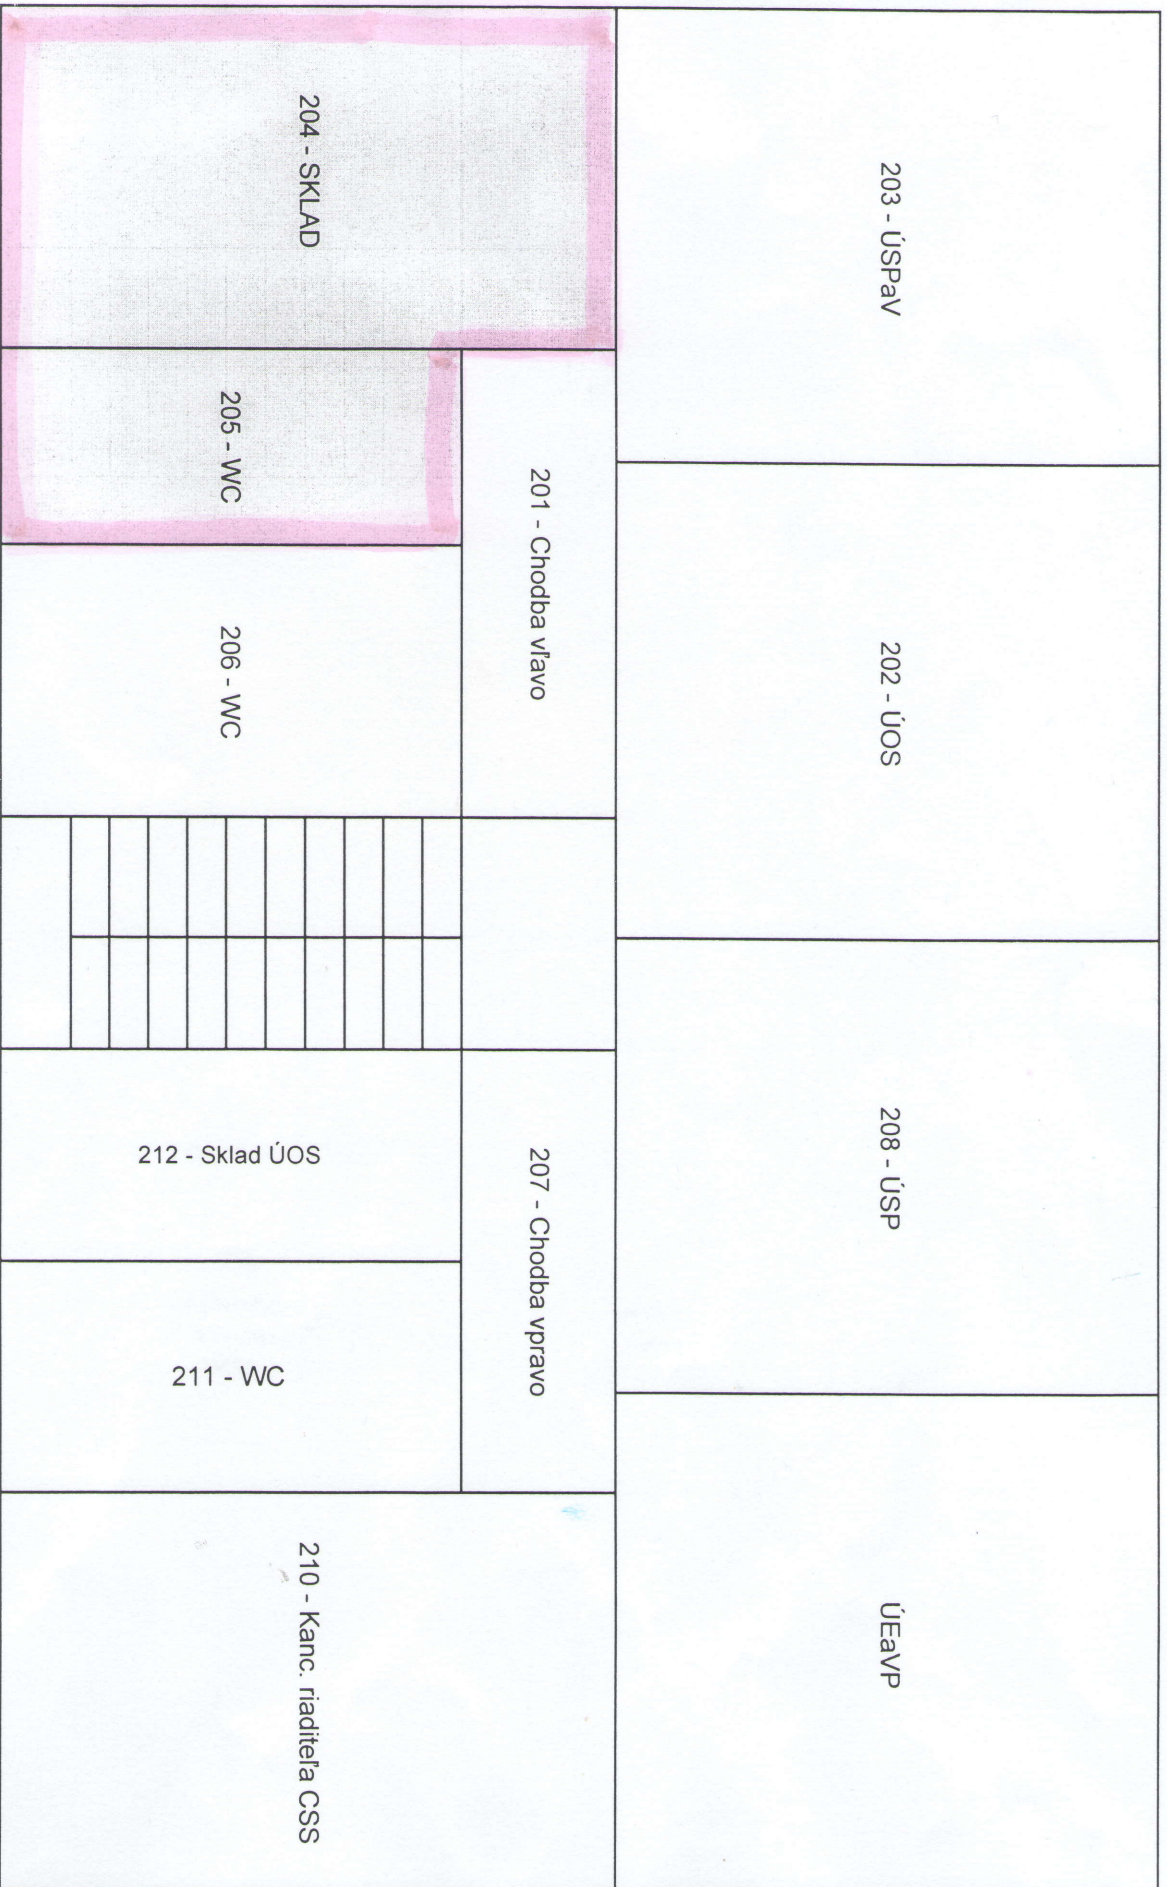 203 - ÚSPaV
202 - ÚOS
208 - ÚSP
ÚEaVP
201 - Chodba vľavo
207 - Chodba vpravo
204 - SKLAD
205 - WC
206 - WC
212 - Sklad ÚOS
211 - WC
210 - Kanc. riaditeľa CSS